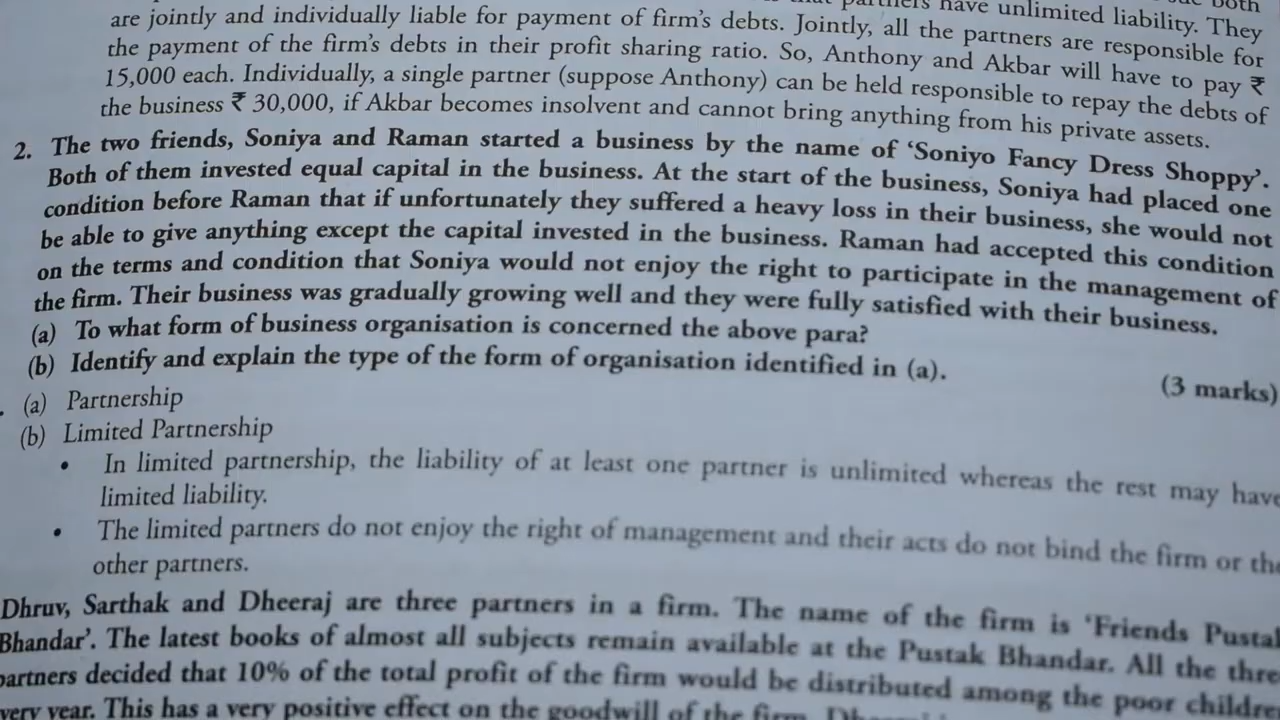 partners have unlimited liability. They
are jointly and individually liable for payment of firm's debts. Jointly, all the partners are responsible for
the payment of the firm's debts in their profit sharing ratio. So, Anthony and Akbar will have to pay ₹
15,000 each. Individually, a single partner (suppose Anthony) can be held responsible to repay the debts of
the business ₹ 30,000, if Akbar becomes insolvent and cannot bring anything from his private assets.
2. The two friends, Soniya and Raman started a business by the name of 'Soniyo Fancy Dress Shoppy'.
Both of them invested equal capital in the business. At the start of the business, Soniya had placed one
condition before Raman that if unfortunately they suffered a heavy loss in their business, she would not
be able to give anything except the capital invested in the business. Raman had accepted this condition
on the terms and condition that Soniya would not enjoy the right to participate in the management of
the firm. Their business was gradually growing well and they were fully satisfied with their business.
(a) To what form of business organisation is concerned the above para?
(b) Identify and explain the type of the form of organisation identified in (a).
(3 marks)
(a) Partnership
(b) Limited Partnership
• In limited partnership, the liability of at least one partner is unlimited whereas the rest may have
limited liability.
• The limited partners do not enjoy the right of management and their acts do not bind the firm or the
other partners.
Dhruv, Sarthak and Dheeraj are three partners in a firm. The name of the firm is 'Friends Pusta
Bhandar'. The latest books of almost all subjects remain available at the Pustak Bhandar. All the thre
partners decided that 10% of the total profit of the firm would be distributed among the poor childre
very year. This has a very positive effect on the goodwill of the firm.